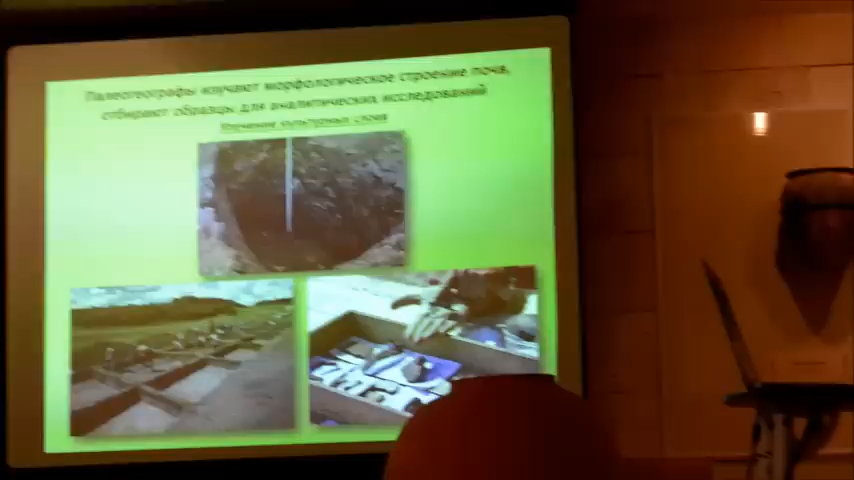 Палеогеографы изучают морфологическое строение почв,
отбирают образцы для аналитических исследований
Изучение культурных слоев